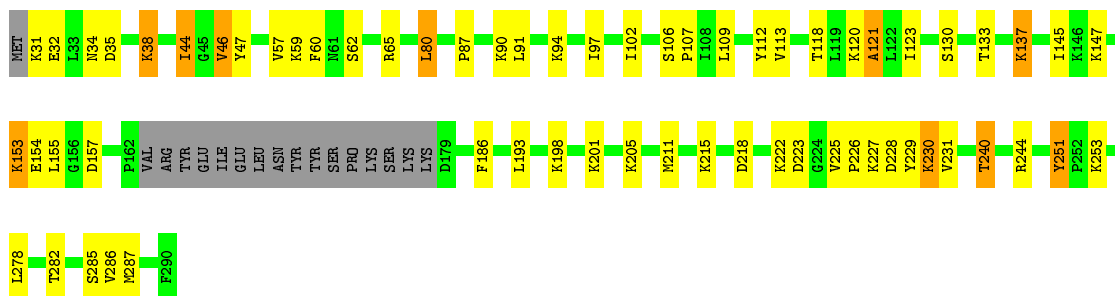 MET K31 E32 L33 N34 D35 K38 I44 G45 V46 Y47 V57 K59 F60 N61 S62 R65 L80 P87 K90 L91 K94 I97 I102 S106 P107 I108 L109 Y112 V113 T118 L119 K120 A121 L122 I123 S130 T133 K137 I145 K146 K147
K153 E154 L155 G156 D157 P162 VAL ARG TYR GLU ILE GLU LEU ASN TYR TYR SER PRO LYS SER LYS LYS D179 F186 L193 K198 K201 K205 M211 K215 D218 K222 D223 G224 V225 P226 K227 D228 Y229 K230 V231 T240 R244 Y251 P252 K253
L278 T282 S285 V286 M287 F290